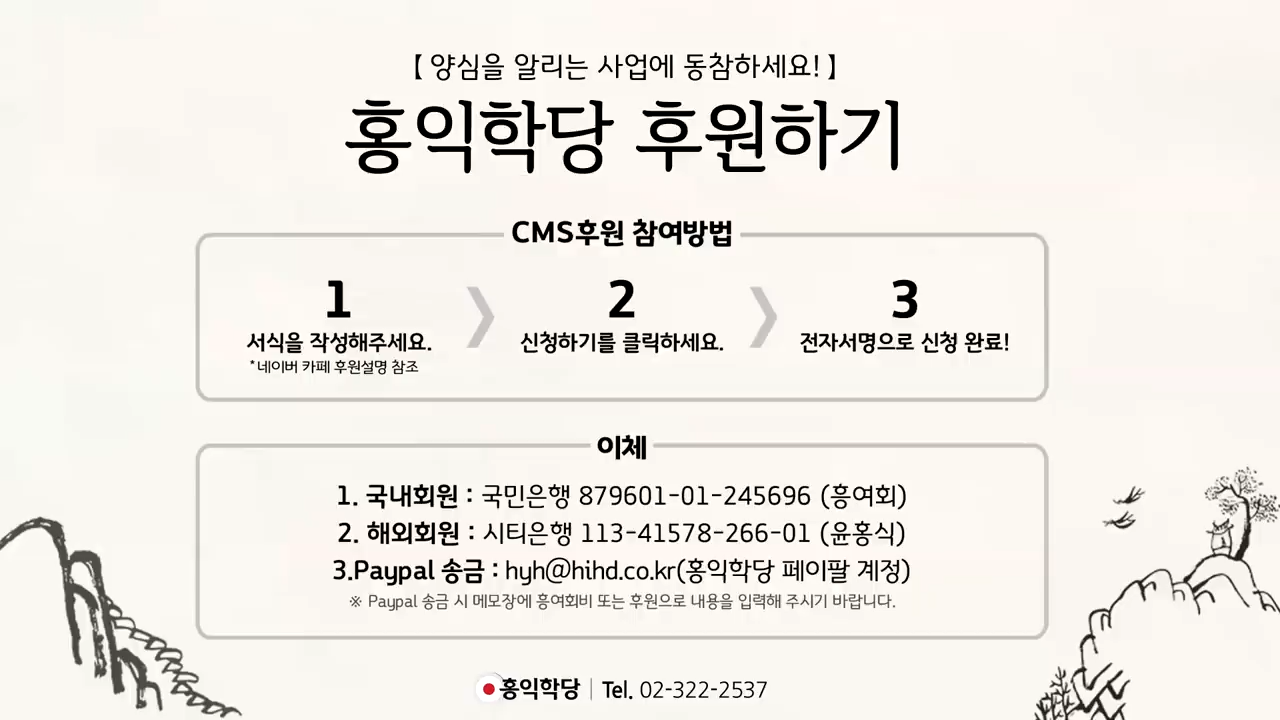 【 양심을 알리는 사업에 동참하세요! 】
홍익학당 후원하기
CMS후원 참여방법
1
서식을 작성해주세요.
*네이버 카페 후원설명 참조
2
신청하기를 클릭하세요.
3
전자서명으로 신청 완료!
이체
1. 국내회원 : 국민은행 879601-01-245696 (흥여회)
2. 해외회원 : 시티은행 113-41578-266-01 (윤홍식)
3.Paypal 송금 : hyh@hihd.co.kr(홍익학당 페이팔 계정)
※ Paypal 송금 시 메모장에 흥여회비 또는 후원으로 내용을 입력해 주시기 바랍니다.
홍익학당 | Tel. 02-322-2537